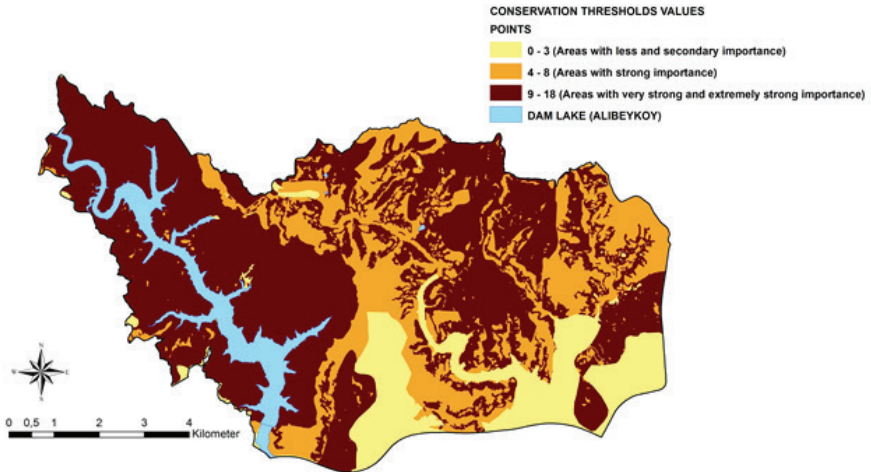 CONSERVATION THRESHOLDS VALUES
POINTS
0 - 3 (Areas with less and secondary importance)
4 - 8 (Areas with strong importance)
9 - 18 (Areas with very strong and extremely strong importance)
DAM LAKE (ALIBEYKOY)
N
W E
S
0 0,5 1 2 3 4
Kilometer